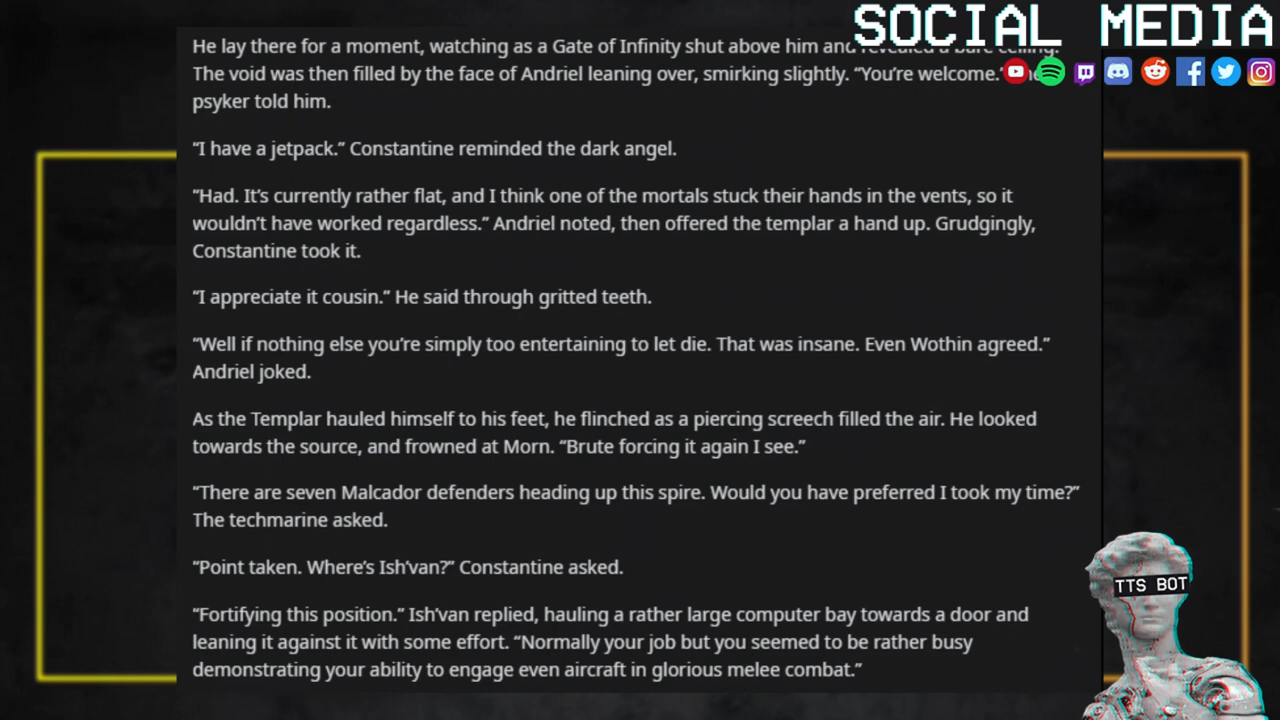 SOCIAL MEDIA
He lay there for a moment, watching as a Gate of Infinity shut above him and revealed a bare ceiling.
The void was then filled by the face of Andriel leaning over, smirking slightly. “You’re welcome.”
psyker told him.
“I have a jetpack.” Constantine reminded the dark angel.
“Had. It’s currently rather flat, and I think one of the mortals stuck their hands in the vents, so it
wouldn’t have worked regardless.” Andriel noted, then offered the templar a hand up. Grudgingly,
Constantine took it.
“I appreciate it cousin.” He said through gritted teeth.
“Well if nothing else you’re simply too entertaining to let die. That was insane. Even Wothin agreed.”
Andriel joked.
As the Templar hauled himself to his feet, he flinched as a piercing screech filled the air. He looked
towards the source, and frowned at Morn. “Brute forcing it again I see.”
“There are seven Malcador defenders heading up this spire. Would you have preferred I took my time?”
The techmarine asked.
“Point taken. Where’s Ish’van?” Constantine asked.
“Fortifying this position.” Ish’van replied, hauling a rather large computer bay towards a door and
leaning it against it with some effort. “Normally your job but you seemed to be rather busy
demonstrating your ability to engage even aircraft in glorious melee combat.”
TTS BOT